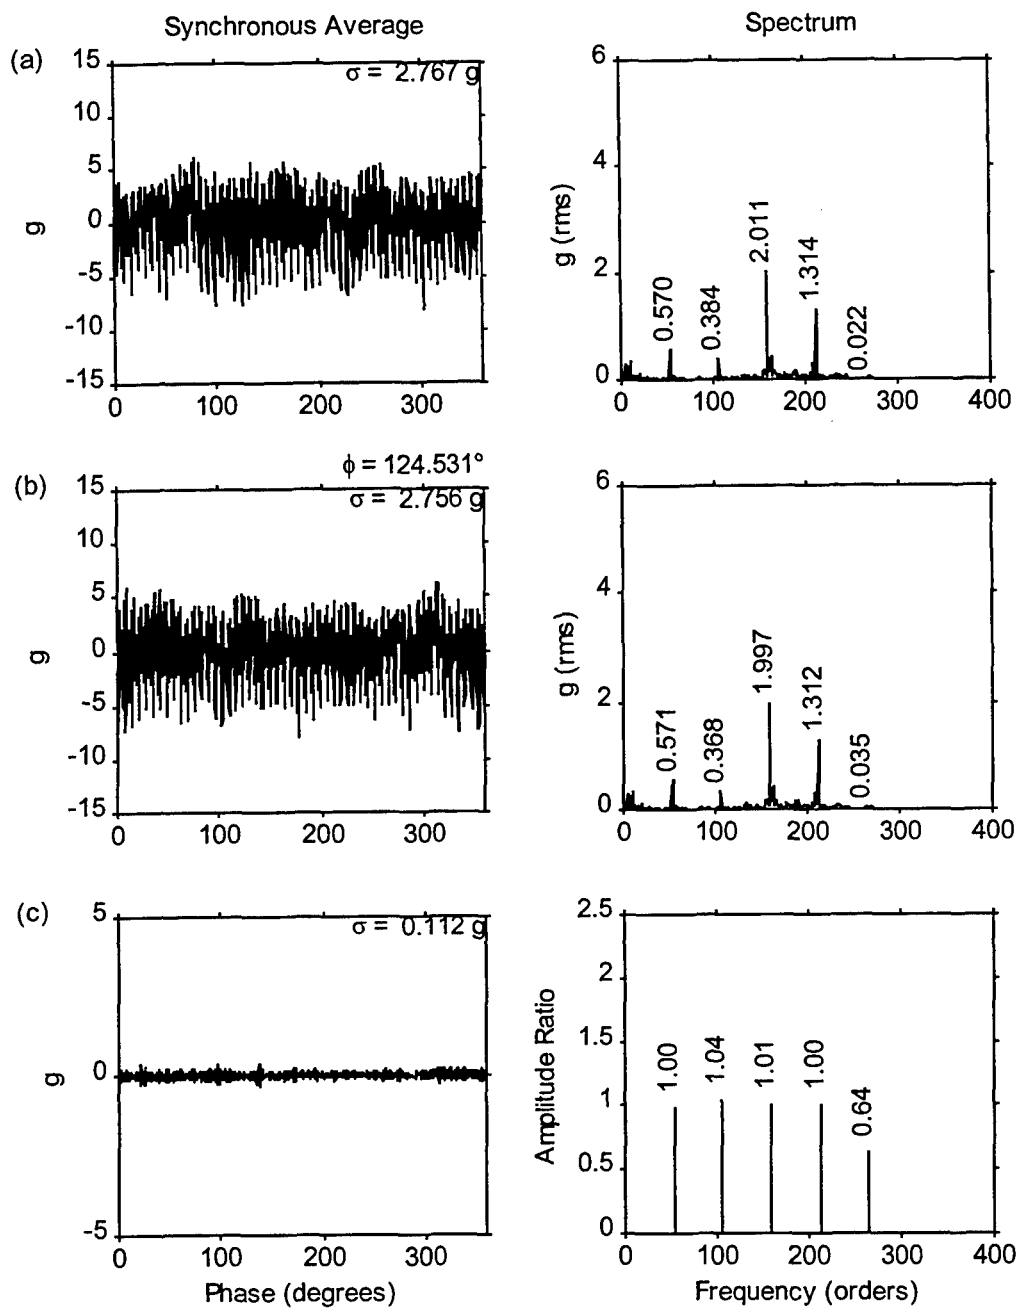 Synchronous Average
Spectrum
(a)
σ = 2.767 g
15
10
5
0
-5
-10
-15
g
0 100 200 300
6
4
2
0
g (rms)
0.570
0.384
2.011
1.314
0.022
0 100 200 300 400
(b)
ϕ = 124.531°
σ = 2.756 g
15
10
5
0
-5
-10
-15
g
0 100 200 300
6
4
2
0
g (rms)
0.571
0.368
1.997
1.312
0.035
0 100 200 300 400
(c)
σ = 0.112 g
5
0
-5
g
0 100 200 300
Phase (degrees)
2.5
2
1.5
1
0.5
0
Amplitude Ratio
1.00
1.04
1.01
1.00
0.64
0 100 200 300 400
Frequency (orders)